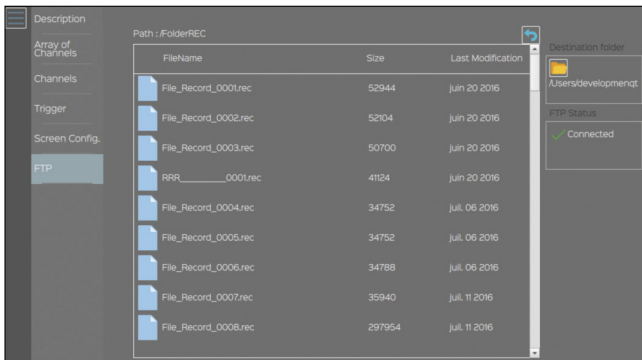 Description
Array of
Channels
Channels
Trigger
Screen Config.
FTP
Path : /FolderREC
FileName Size Last Modification
File_Record_0001.rec 52944 juin 20 2016
File_Record_0002.rec 52104 juin 20 2016
File_Record_0003.rec 50700 juin 20 2016
RRR_________0001.rec 41124 juin 20 2016
File_Record_0004.rec 34752 juil. 06 2016
File_Record_0005.rec 34752 juil. 06 2016
File_Record_0006.rec 34788 juil. 06 2016
File_Record_0007.rec 35940 juil. 11 2016
File_Record_0008.rec 297954 juil. 11 2016
Destination folder
/Users/developmenqt
FTP Status
Connected